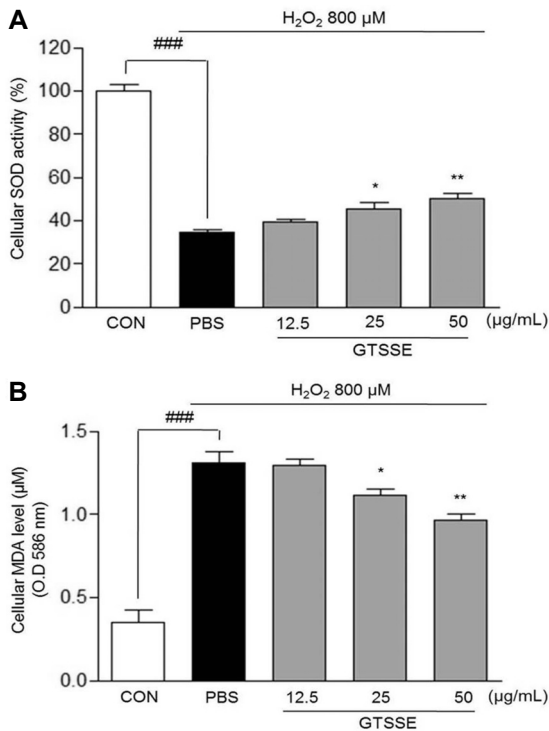 A
H₂O₂ 800 µM
###
Cellular SOD activity (%)
120
100
80
60
40
20
0
*
**
CON PBS 12.5 25 50 (µg/mL)
GTSSE
B
H₂O₂ 800 µM
###
Cellular MDA level (µM)
(O.D 586 nm)
1.5
1.0
0.5
0.0
*
**
CON PBS 12.5 25 50 (µg/mL)
GTSSE